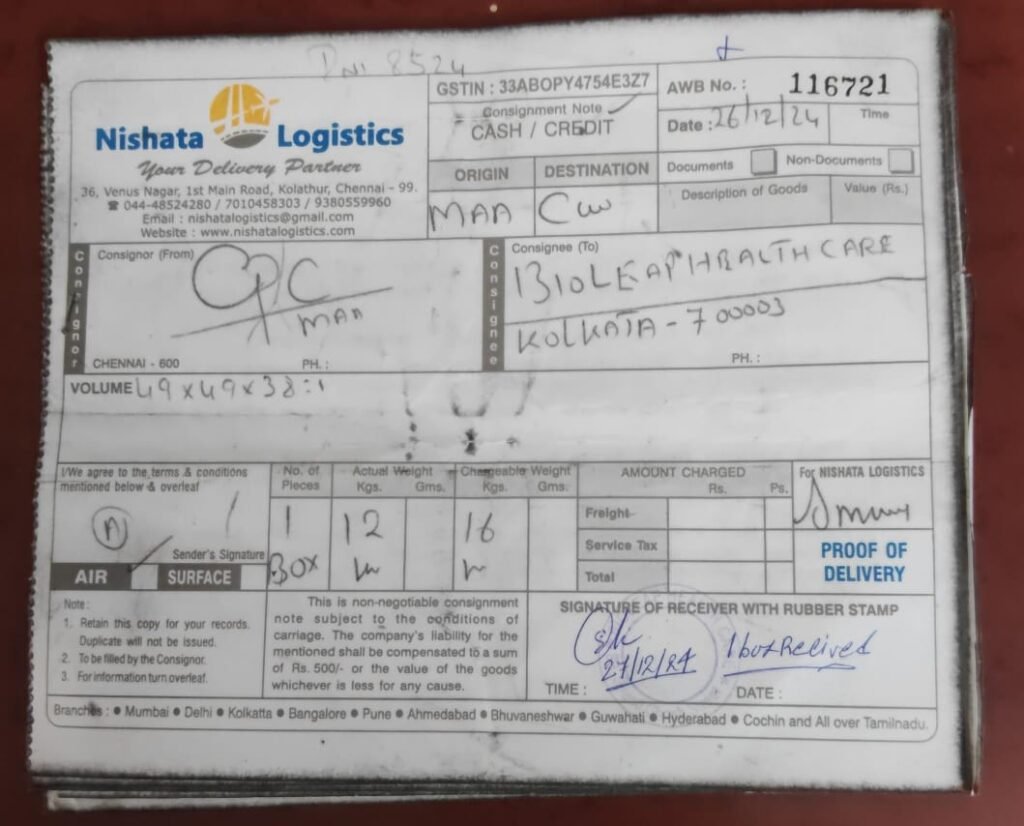 8524
Nishata Logistics
Your Delivery Partner
36, Venus Nagar, 1st Main Road, Kolathur, Chennai - 99.
☎ 044-48524280 / 7010458303 / 9380559960
Email : nishatalogistics@gmail.com
Website : www.nishatalogistics.com
GSTIN : 33ABOPY4754E3Z7
Consignment Note
CASH / CREDIT
ORIGIN DESTINATION
MAA CCU
AWB No. : 116721
Date : 26/12/24 Time
Documents Non-Documents
Description of Goods Value (Rs.)
Consignor
Consignor (From)
MAA
CHENNAI - 600 PH. :
Consignee
Consignee (To)
BIOLEAP HEALTH CARE
KOLKATA - 700003
PH. :
VOLUME 49 x 49 x 38 : 1
I/We agree to the terms & conditions
mentioned below & overleaf
Sender's Signature
AIR SURFACE
No. of Pieces
1
BOX
Actual Weight
Kgs. Gms.
12
Chargeable Weight
Kgs. Gms.
16
AMOUNT CHARGED
Rs. Ps.
Freight
Service Tax
Total
For NISHATA LOGISTICS
PROOF OF
DELIVERY
Note :
1. Retain this copy for your records.
Duplicate will not be issued.
2. To be filled by the Consignor.
3. For information turn overleaf.
This is non-negotiable consignment
note subject to the conditions of
carriage. The company's liability for the
mentioned shall be compensated to a sum
of Rs. 500/- or the value of the goods
whichever is less for any cause.
SIGNATURE OF RECEIVER WITH RUBBER STAMP
27/12/24 1 box Recived
TIME : DATE :
Branches : ● Mumbai ● Delhi ● Kolkatta ● Bangalore ● Pune ● Ahmedabad ● Bhuvaneshwar ● Guwahati ● Hyderabad ● Cochin and All over Tamilnadu.